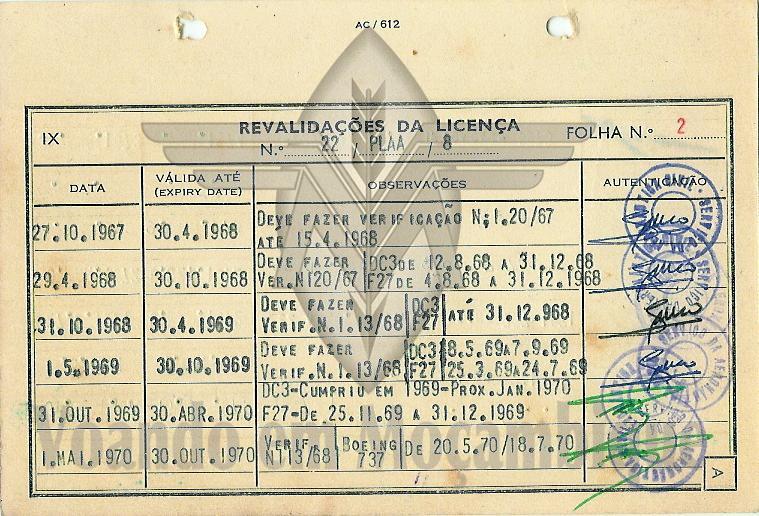 AC/612
IX
REVALIDAÇÕES DA LICENÇA
N.º 22 / PLAA / 8
FOLHA N.º 2
DATA
VÁLIDA ATÉ
(EXPIRY DATE)
OBSERVAÇÕES
AUTENTICAÇÃO
27.10.1967 30.4.1968 DEVE FAZER VERIFICAÇÃO N;1.20/67
ATÉ 15.4.1968
29.4.1968 30.10.1968 DEVE FAZER DC3 DE 12.8.68 A 31.12.68
VER.N120/67 F27 DE 4.8.68 A 31.12.1968
31.10.1968 30.4.1969 DEVE FAZER DC3 ATÉ 31.12.968
VERIF.N.1.13/68 F27
1.5.1969 30.10.1969 DEVE FAZER DC3 8.5.69A7.9.69
VERIF.N.1.13/68 F27 25.3.69A24.7.69
31.OUT.1969 30.ABR.1970 DC3-CUMPRIU EM 1969-PROX.JAN.1970
F27-DE 25.11.69 A 31.12.1969
1.MAI.1970 30.OUT.1970 VERIF. BOEING DE 20.5.70/18.7.70
N113/68 737
Voando em Moçambi
A